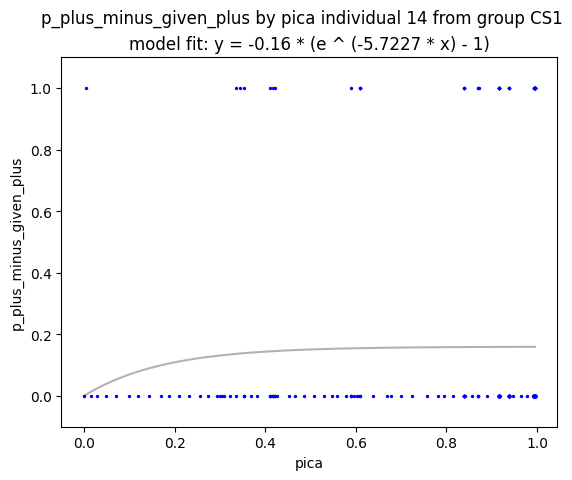 p_plus_minus_given_plus by pica individual 14 from group CS1
model fit: y = -0.16 * (e ^ (-5.7227 * x) - 1)
1.0
0.8
0.6
0.4
0.2
0.0
p_plus_minus_given_plus
0.0 0.2 0.4 0.6 0.8 1.0
pica